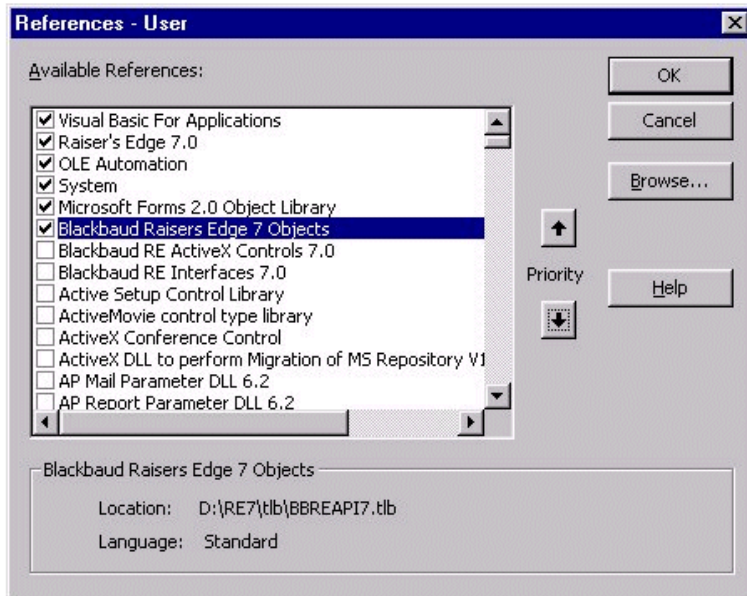 References - User
Available References:
Visual Basic For Applications
Raiser's Edge 7.0
OLE Automation
System
Microsoft Forms 2.0 Object Library
Blackbaud Raisers Edge 7 Objects
Blackbaud RE ActiveX Controls 7.0
Blackbaud RE Interfaces 7.0
Active Setup Control Library
ActiveMovie control type library
ActiveX Conference Control
ActiveX DLL to perform Migration of MS Repository V1
AP Mail Parameter DLL 6.2
AP Report Parameter DLL 6.2
OK
Cancel
Browse...
Priority
Help
Blackbaud Raisers Edge 7 Objects
Location: D:\RE7\tlb\BBREAPI7.tlb
Language: Standard